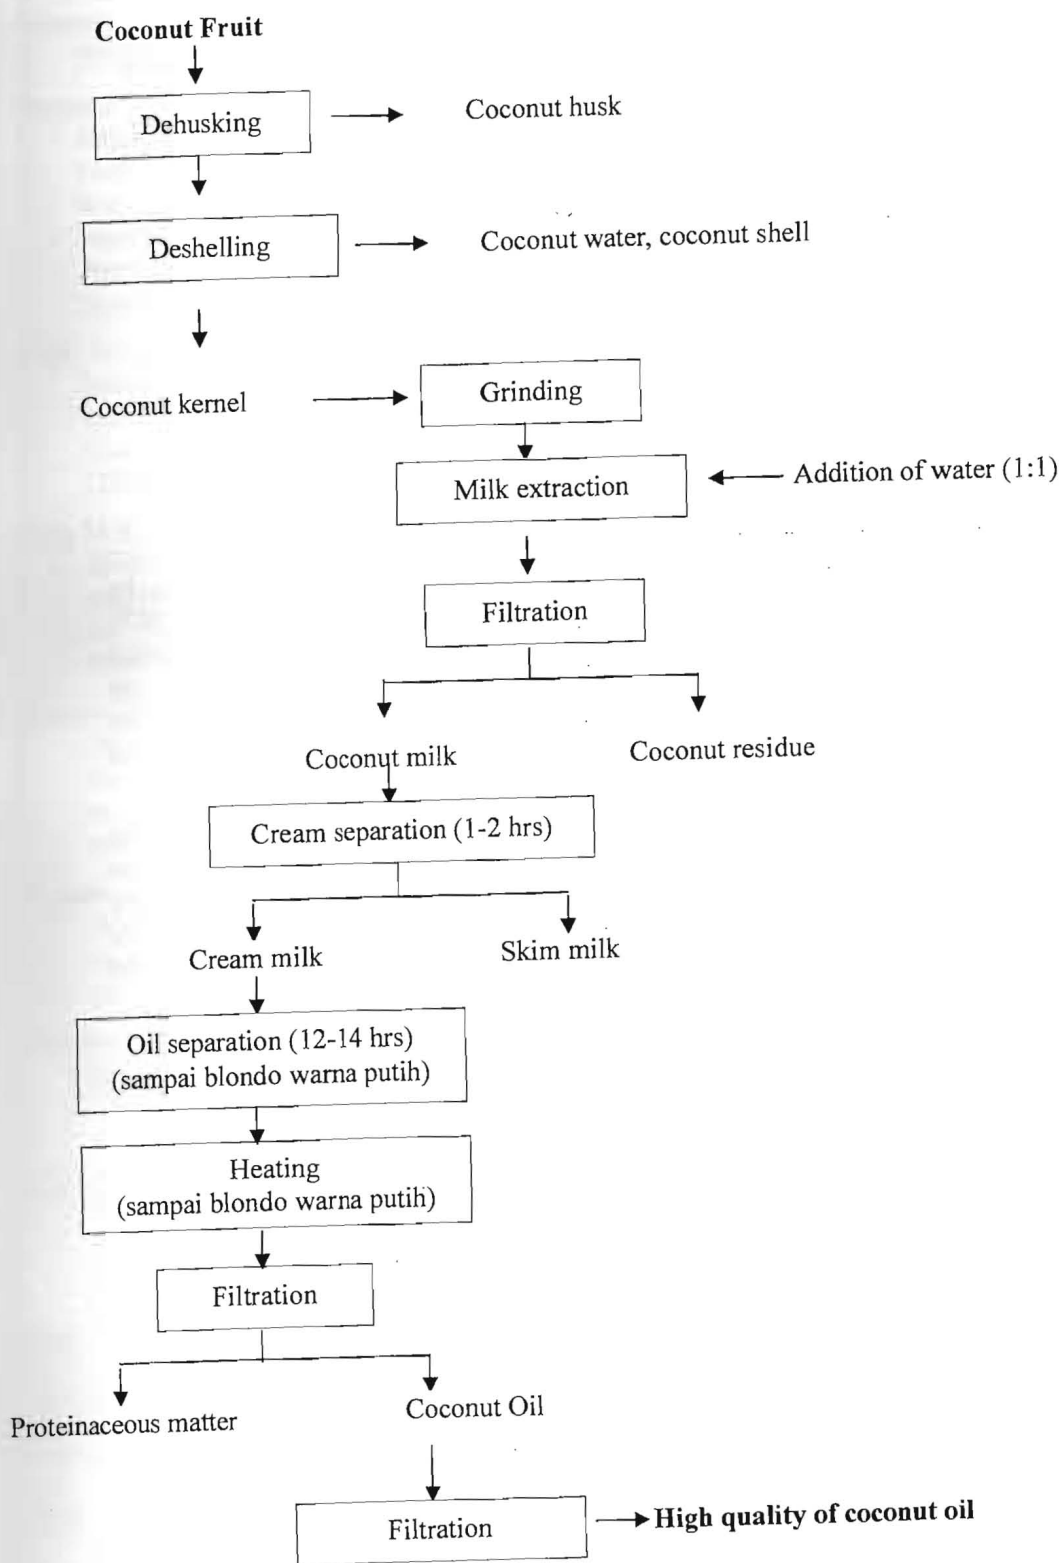 Coconut Fruit
Dehusking
Coconut husk
Deshelling
Coconut water, coconut shell
Coconut kernel
Grinding
Milk extraction
Addition of water (1:1)
Filtration
Coconut milk
Coconut residue
Cream separation (1-2 hrs)
Cream milk
Skim milk
Oil separation (12-14 hrs)
(sampai blondo warna putih)
Heating
(sampai blondo warna putih)
Filtration
Proteinaceous matter
Coconut Oil
Filtration
High quality of coconut oil